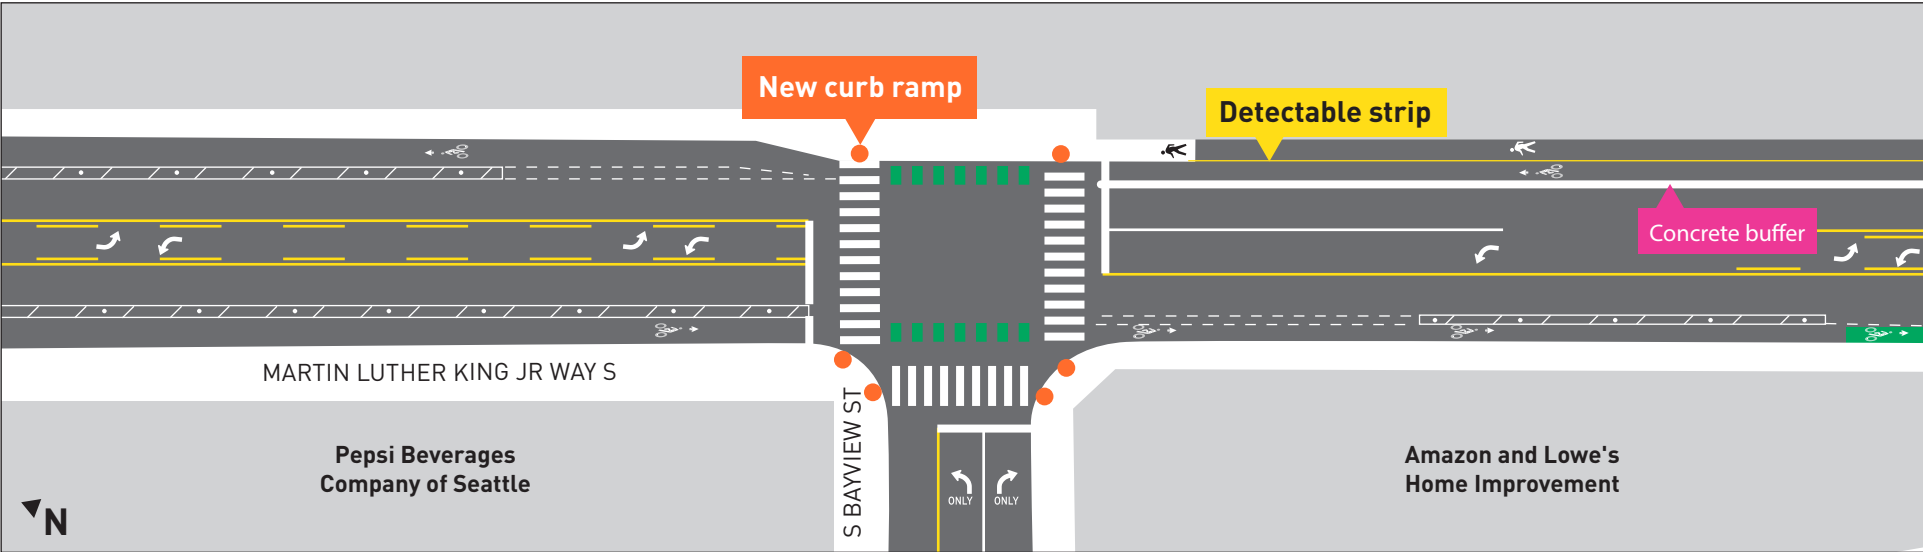 New curb ramp
Detectable strip
Concrete buffer
MARTIN LUTHER KING JR WAY S
S BAYVIEW ST
Pepsi Beverages
Company of Seattle
Amazon and Lowe's
Home Improvement
ONLY
ONLY
N